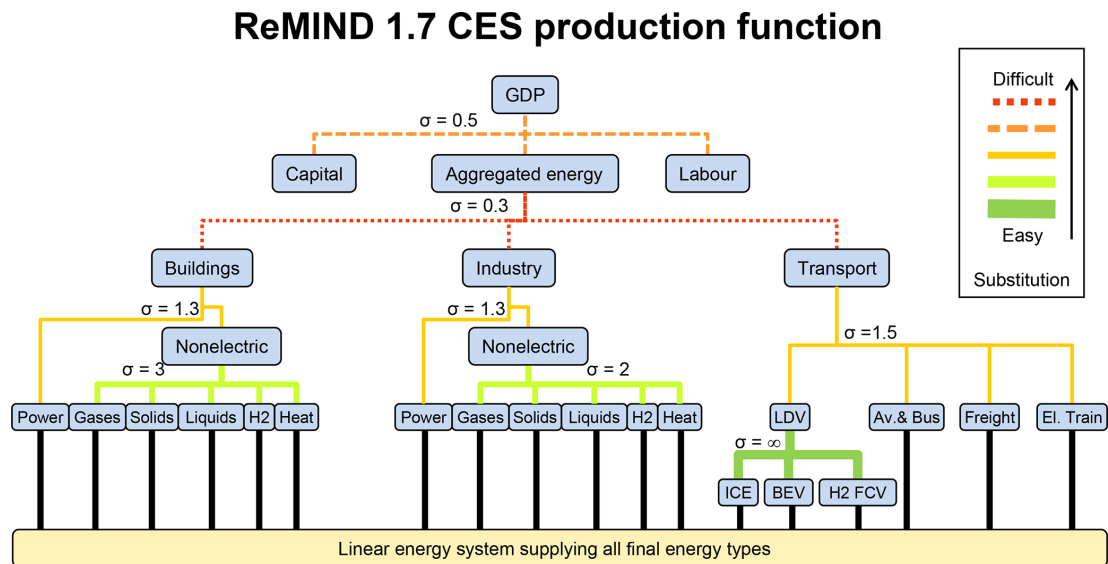 ReMIND 1.7 CES production function
Difficult
Easy
Substitution
GDP
σ = 0.5
Capital
Aggregated energy
Labour
σ = 0.3
Buildings
Industry
Transport
σ = 1.3
σ = 1.3
σ =1.5
Nonelectric
Nonelectric
σ = 3
σ = 2
Power
Gases
Solids
Liquids
H2
Heat
Power
Gases
Solids
Liquids
H2
Heat
LDV
Av.& Bus
Freight
El. Train
σ = ∞
ICE
BEV
H2 FCV
Linear energy system supplying all final energy types